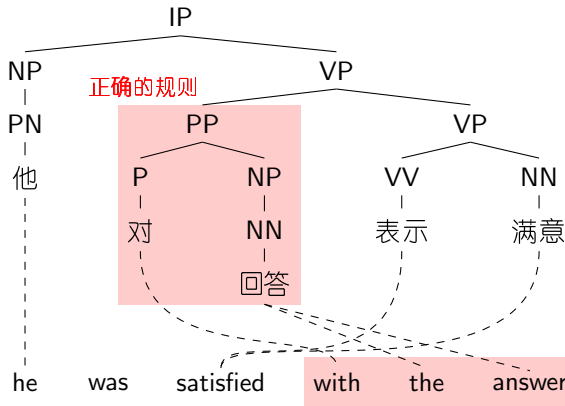 IP
NP VP
正确的规则
PN PP VP
他 P NP VV NN
对 NN 表示 满意
回答
he was satisfied with the answer